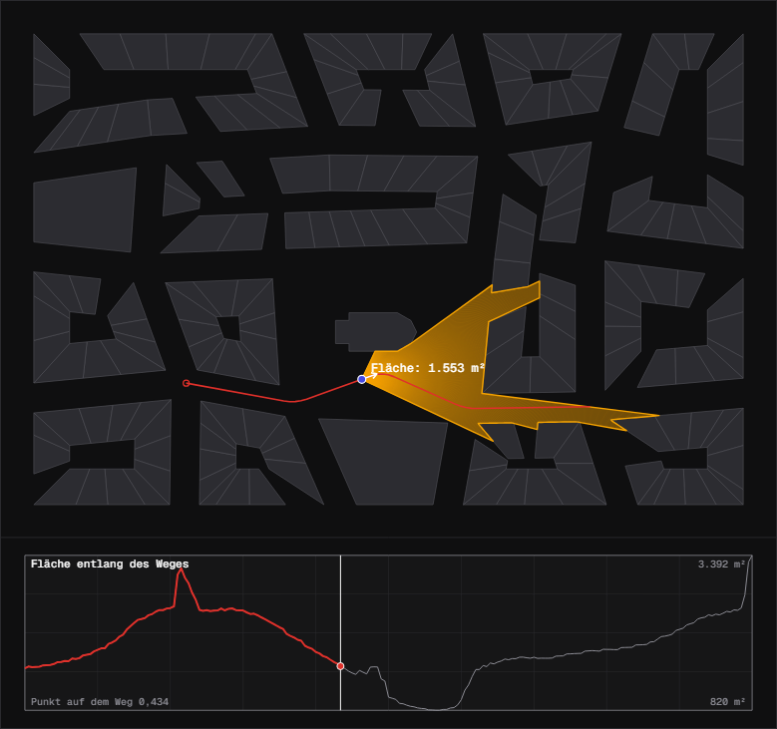 Fläche: 1.553 m²
Fläche entlang des Weges
3.392 m²
Punkt auf dem Weg 0,434
820 m²